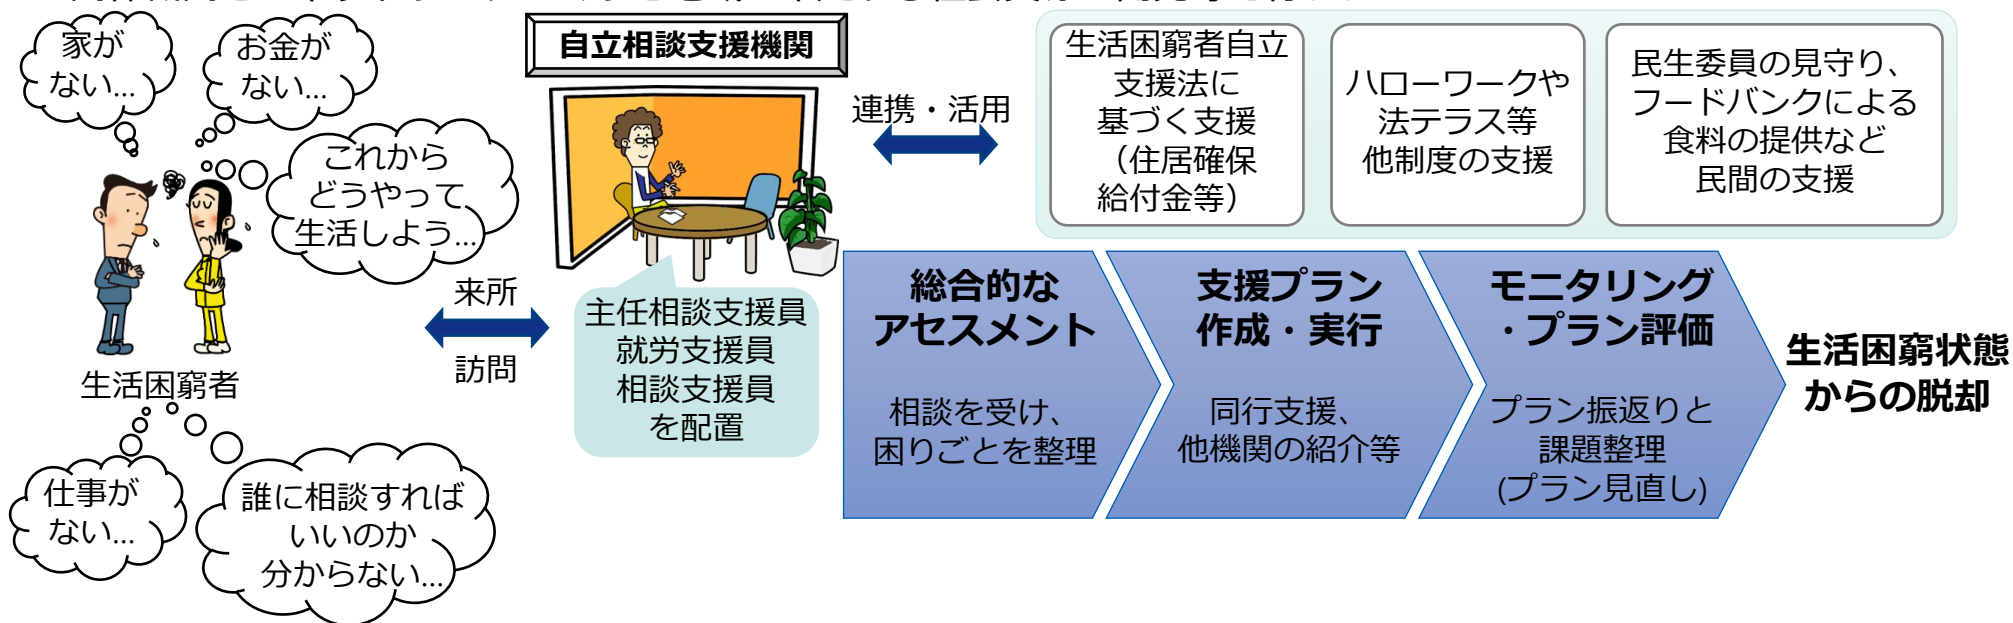 家が
ない…
お金が
ない…
これから
どうやって
生活しよう…
生活困窮者
仕事が
ない…
誰に相談すれば
いいのか
分からない…
来所
訪問
自立相談支援機関
主任相談支援員
就労支援員
相談支援員
を配置
連携・活用
生活困窮者自立
支援法に
基づく支援
（住居確保
給付金等）
ハローワークや
法テラス等
他制度の支援
民生委員の見守り、
フードバンクによる
食料の提供など
民間の支援
総合的な
アセスメント
相談を受け、
困りごとを整理
支援プラン
作成・実行
同行支援、
他機関の紹介等
モニタリング
・プラン評価
プラン振返りと
課題整理
(プラン見直し)
生活困窮状態
からの脱却